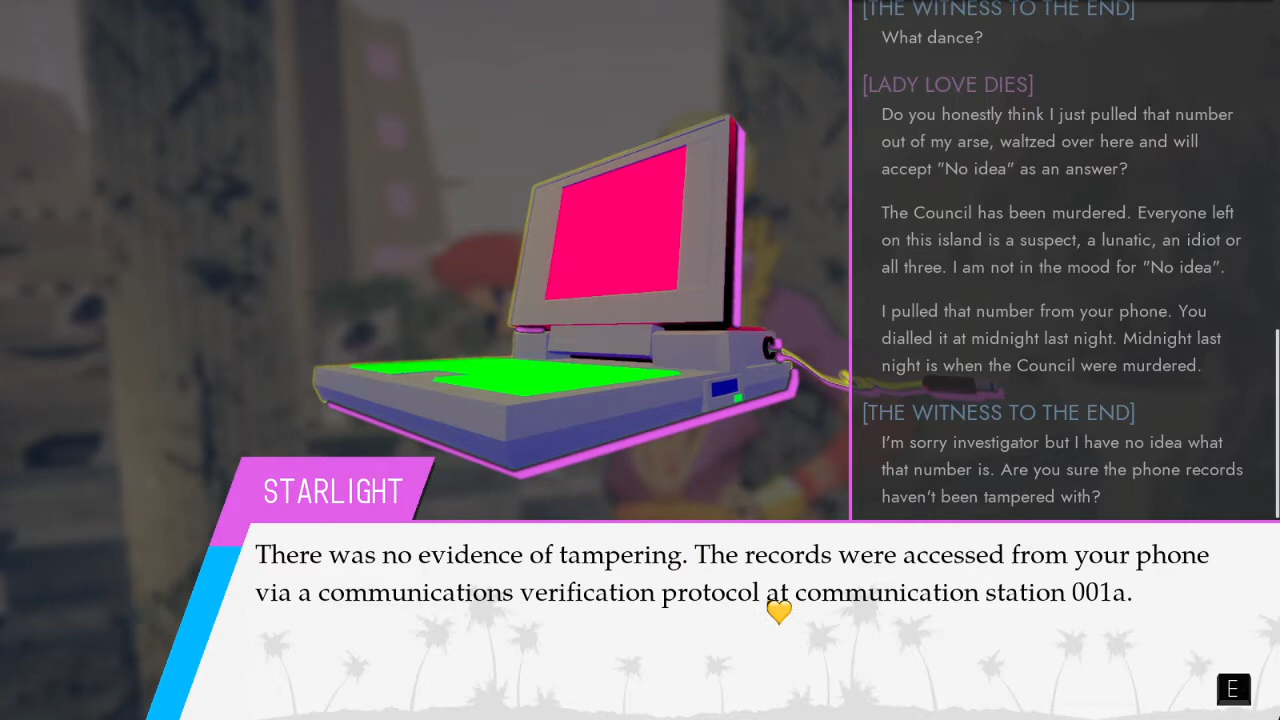 [THE WITNESS TO THE END]
What dance?
[LADY LOVE DIES]
Do you honestly think I just pulled that number
out of my arse, waltzed over here and will
accept "No idea" as an answer?
The Council has been murdered. Everyone left
on this island is a suspect, a lunatic, an idiot or
all three. I am not in the mood for "No idea".
I pulled that number from your phone. You
dialled it at midnight last night. Midnight last
night is when the Council were murdered.
[THE WITNESS TO THE END]
I'm sorry investigator but I have no idea what
that number is. Are you sure the phone records
haven't been tampered with?
STARLIGHT
There was no evidence of tampering. The records were accessed from your phone
via a communications verification protocol at communication station 001a.
E